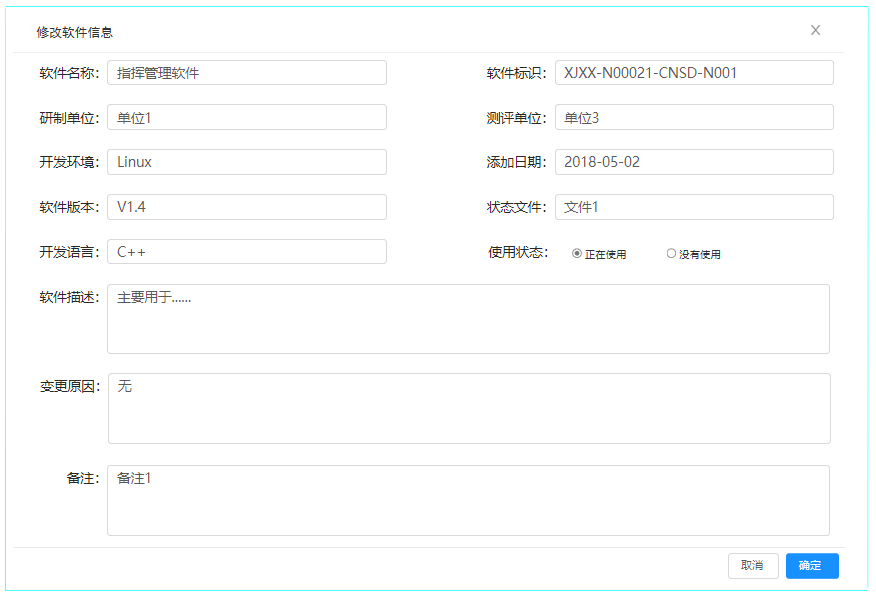 修改软件信息
软件名称： 指挥管理软件 软件标识： XJXX-N00021-CNSD-N001
研制单位： 单位1 测评单位： 单位3
开发环境： Linux 添加日期： 2018-05-02
软件版本： V1.4 状态文件： 文件1
开发语言： C++ 使用状态： 正在使用 没有使用
软件描述： 主要用于......
变更原因： 无
备注： 备注1
取消 确定